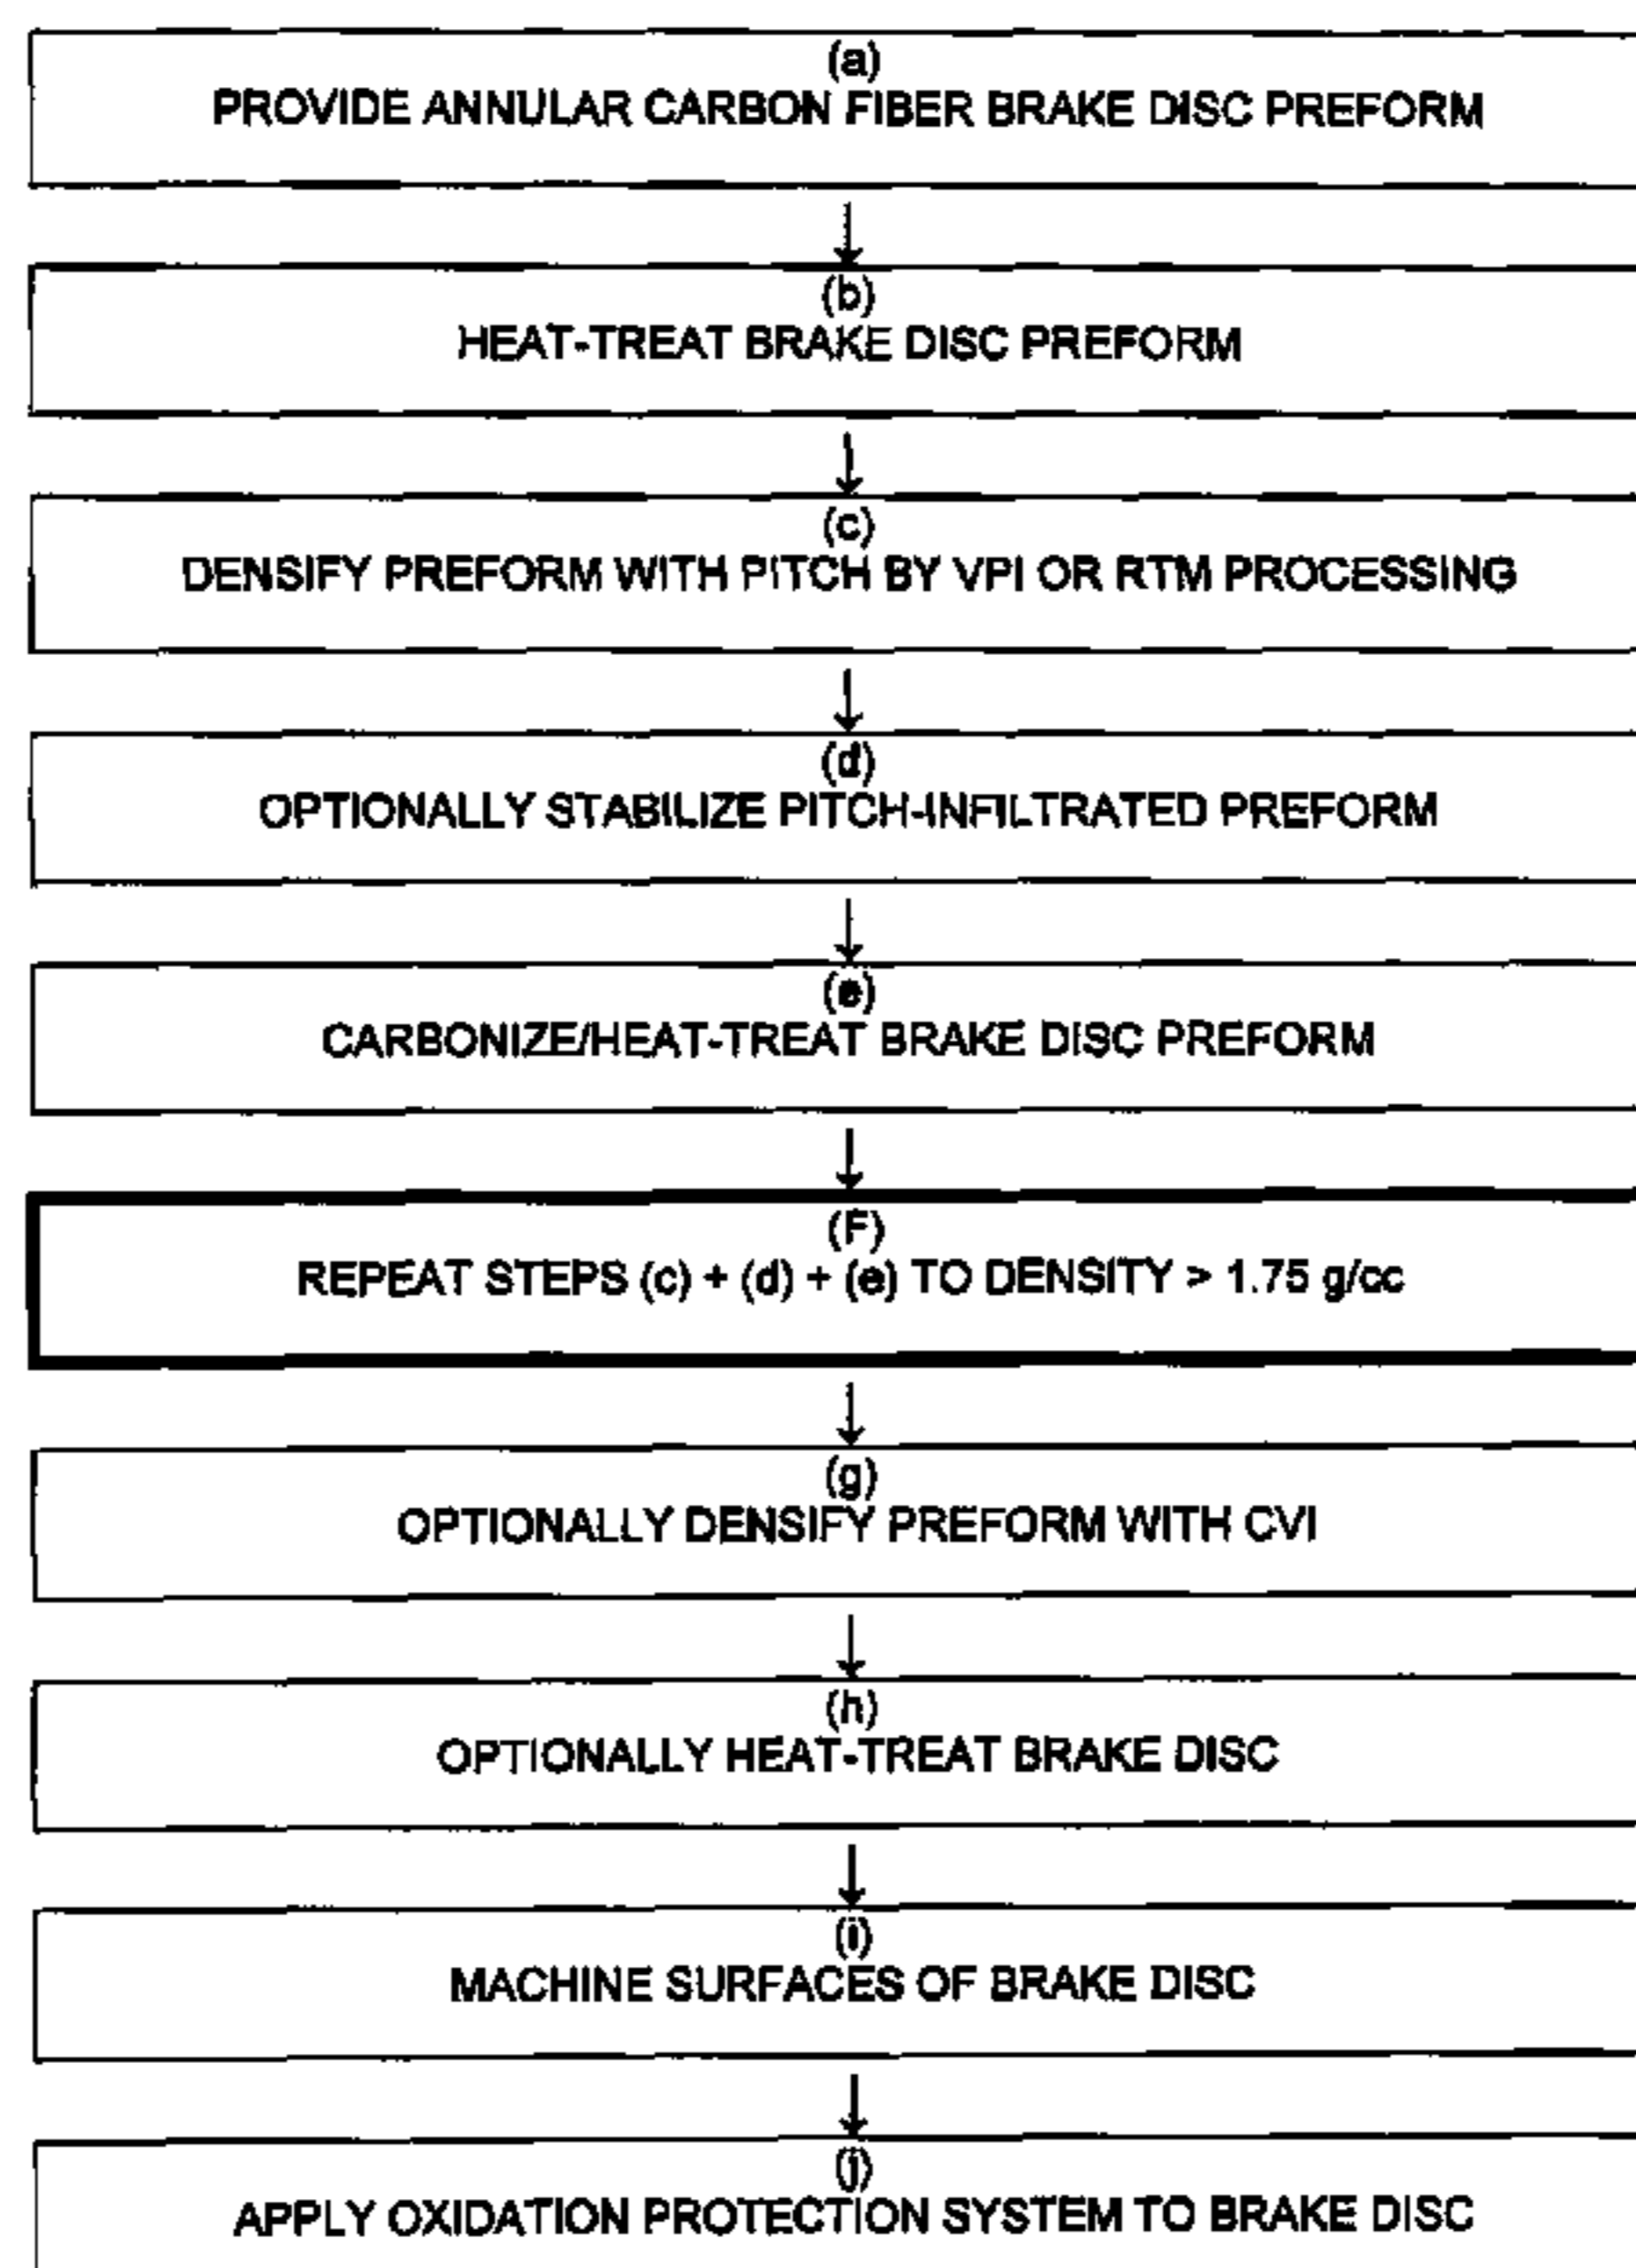 (a)
PROVIDE ANNULAR CARBON FIBER BRAKE DISC PREFORM
(b)
HEAT-TREAT BRAKE DISC PREFORM
(c)
DENSIFY PREFORM WITH PITCH BY VPI OR RTM PROCESSING
(d)
OPTIONALLY STABILIZE PITCH-INFILTRATED PREFORM
(e)
CARBONIZE/HEAT-TREAT BRAKE DISC PREFORM
(F)
REPEAT STEPS (c) + (d) + (e) TO DENSITY > 1.75 g/cc
(g)
OPTIONALLY DENSIFY PREFORM WITH CVI
(h)
OPTIONALLY HEAT-TREAT BRAKE DISC
(i)
MACHINE SURFACES OF BRAKE DISC
(j)
APPLY OXIDATION PROTECTION SYSTEM TO BRAKE DISC